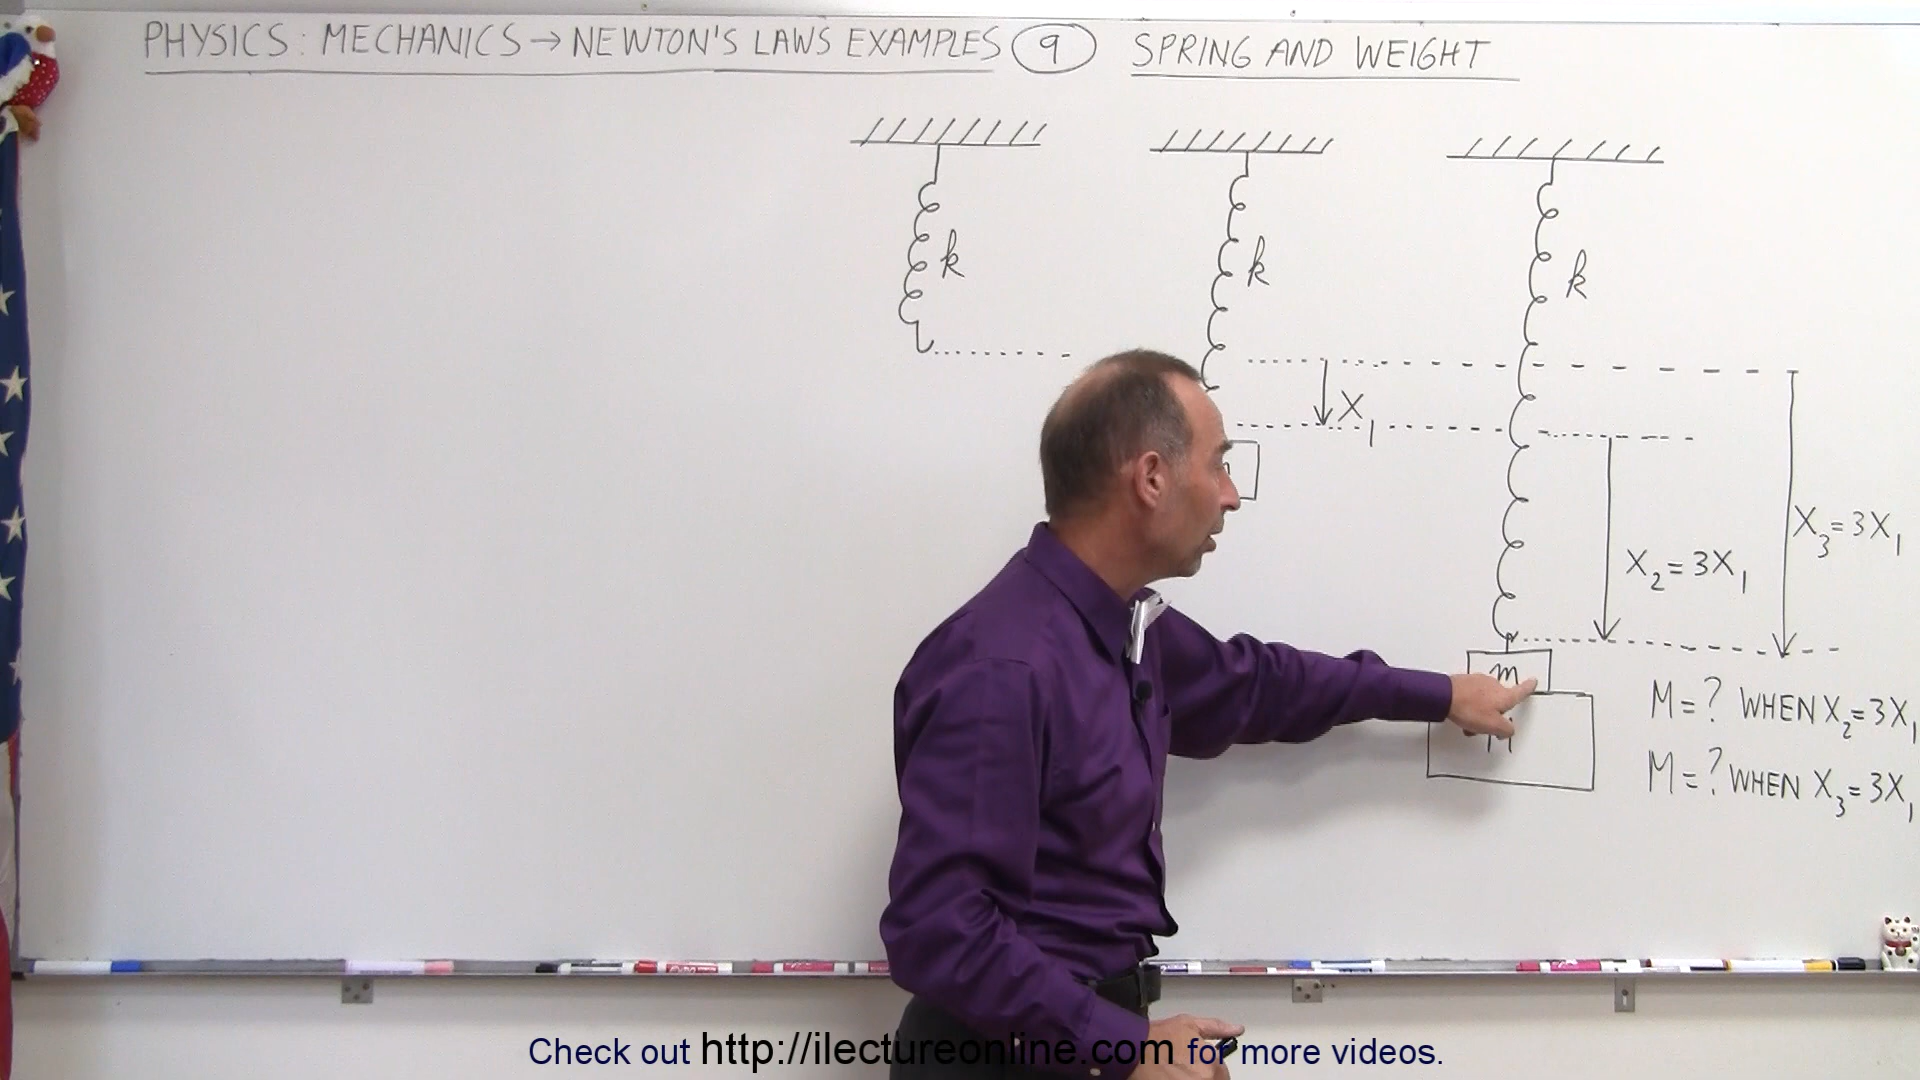 PHYSICS: MECHANICS → NEWTON'S LAWS EXAMPLES 9 SPRING AND WEIGHT
k
k
k
X₁
X₃=3X₁
X₂=3X₁
m
M=? WHEN X₂=3X₁
M=? WHEN X₃=3X₁
Check out http://ilectureonline.com for more videos.